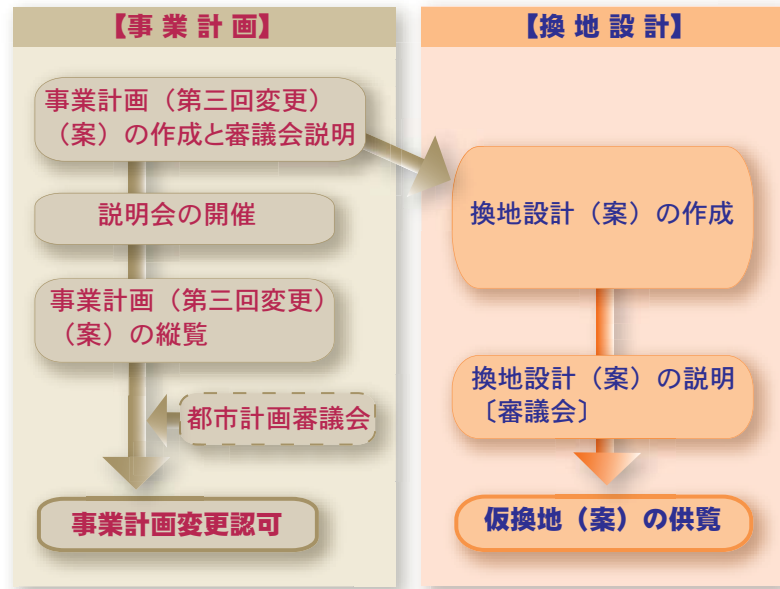 【事業計画】
事業計画（第三回変更）
（案）の作成と審議会説明
説明会の開催
事業計画（第三回変更）
（案）の縦覧
都市計画審議会
事業計画変更認可
【換地設計】
換地設計（案）の作成
換地設計（案）の説明
〔審議会〕
仮換地（案）の供覧